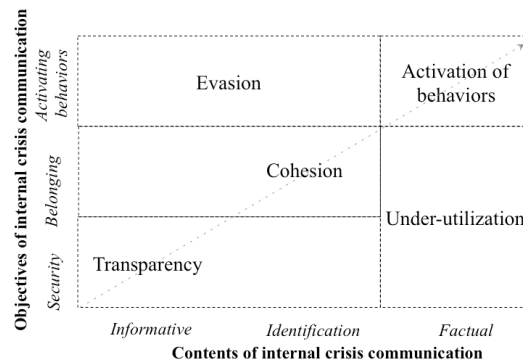 Objectives of internal crisis communication
Activating
behaviors
Belonging
Security
Evasion
Activation of
behaviors
Cohesion
Under-utilization
Transparency
Informative
Identification
Factual
Contents of internal crisis communication